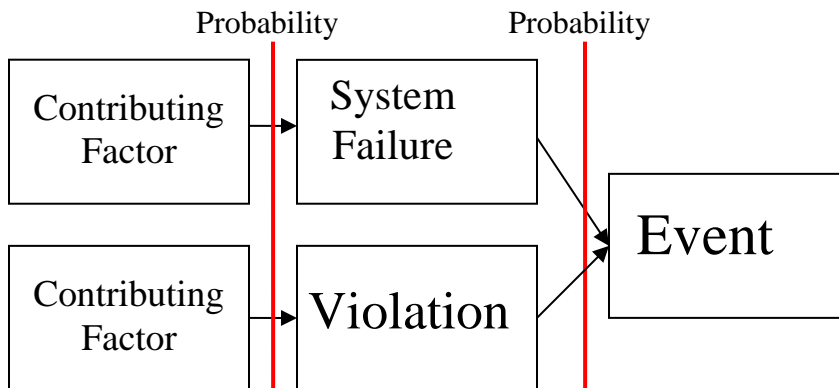 Probability Probability
Contributing
Factor
System
Failure
Event
Contributing
Factor
Violation